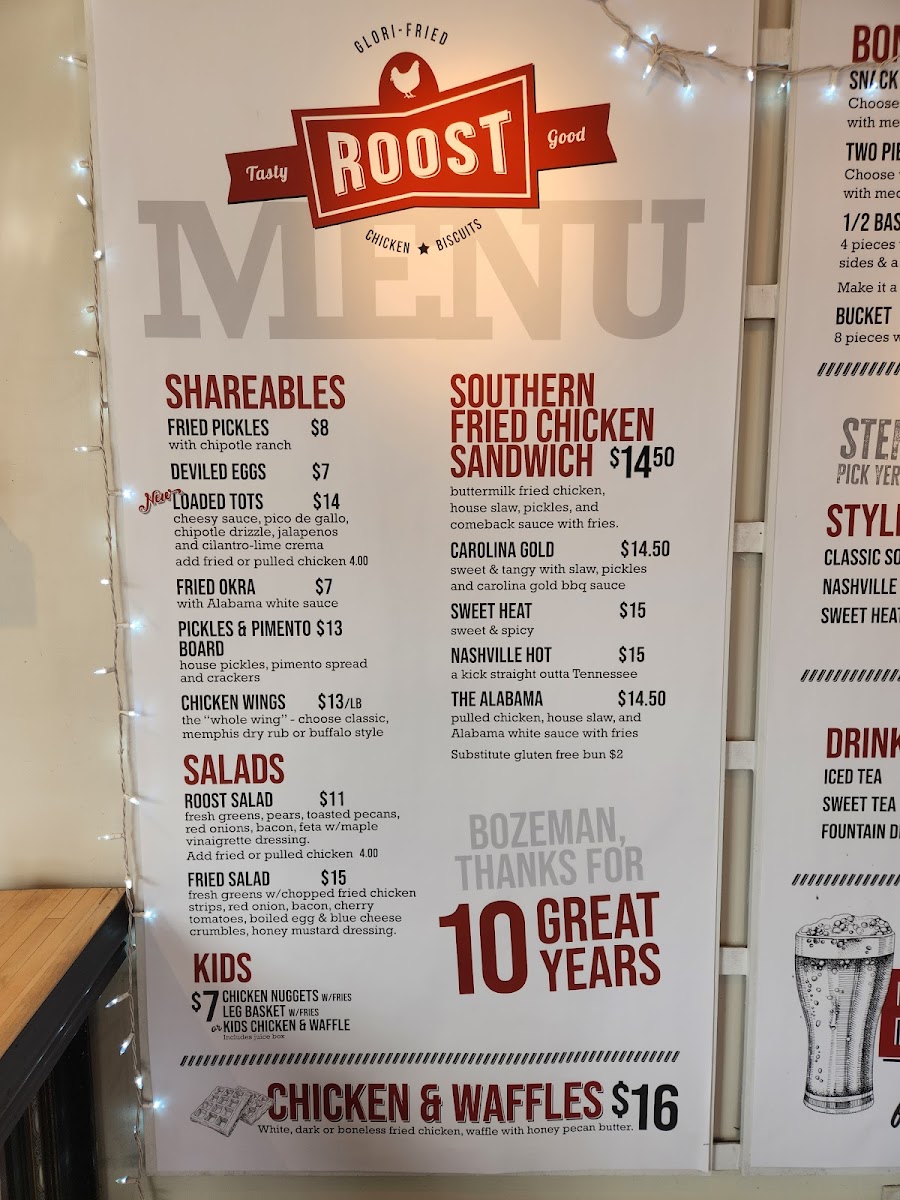 GLORI-FRIED
Tasty ROOST Good
CHICKEN ★ BISCUITS
MENU
SHAREABLES
FRIED PICKLES $8
with chipotle ranch
DEVILED EGGS $7
New LOADED TOTS $14
cheesy sauce, pico de gallo,
chipotle drizzle, jalapenos
and cilantro-lime crema
add fried or pulled chicken 4.00
FRIED OKRA $7
with Alabama white sauce
PICKLES & PIMENTO $13
BOARD
house pickles, pimento spread
and crackers
CHICKEN WINGS $13/LB
the "whole wing" - choose classic,
memphis dry rub or buffalo style
SALADS
ROOST SALAD $11
fresh greens, pears, toasted pecans,
red onions, bacon, feta w/maple
vinaigrette dressing.
Add fried or pulled chicken 4.00
FRIED SALAD $15
fresh greens w/chopped fried chicken
strips, red onion, bacon, cherry
tomatoes, boiled egg & blue cheese
crumbles, honey mustard dressing.
KIDS
$7 CHICKEN NUGGETS W/FRIES
LEG BASKET W/FRIES
or KIDS CHICKEN & WAFFLE
Includes juice box
SOUTHERN
FRIED CHICKEN
SANDWICH $1450
buttermilk fried chicken,
house slaw, pickles, and
comeback sauce with fries.
CAROLINA GOLD $14.50
sweet & tangy with slaw, pickles
and carolina gold bbq sauce
SWEET HEAT $15
sweet & spicy
NASHVILLE HOT $15
a kick straight outta Tennessee
THE ALABAMA $14.50
pulled chicken, house slaw, and
Alabama white sauce with fries
Substitute gluten free bun $2
BOZEMAN,
THANKS FOR
10 GREAT
YEARS
CHICKEN & WAFFLES $16
White, dark or boneless fried chicken, waffle with honey pecan butter.
SNACK
Choose
with
TWO
Choose
with
1/2
4 pieces
sides & a
Make it a
BUCKET
8 pieces
PICK YER
CLASSIC
NASHVILLE
SWEET HEAT
ICED TEA
SWEET TEA
FOUNTAIN